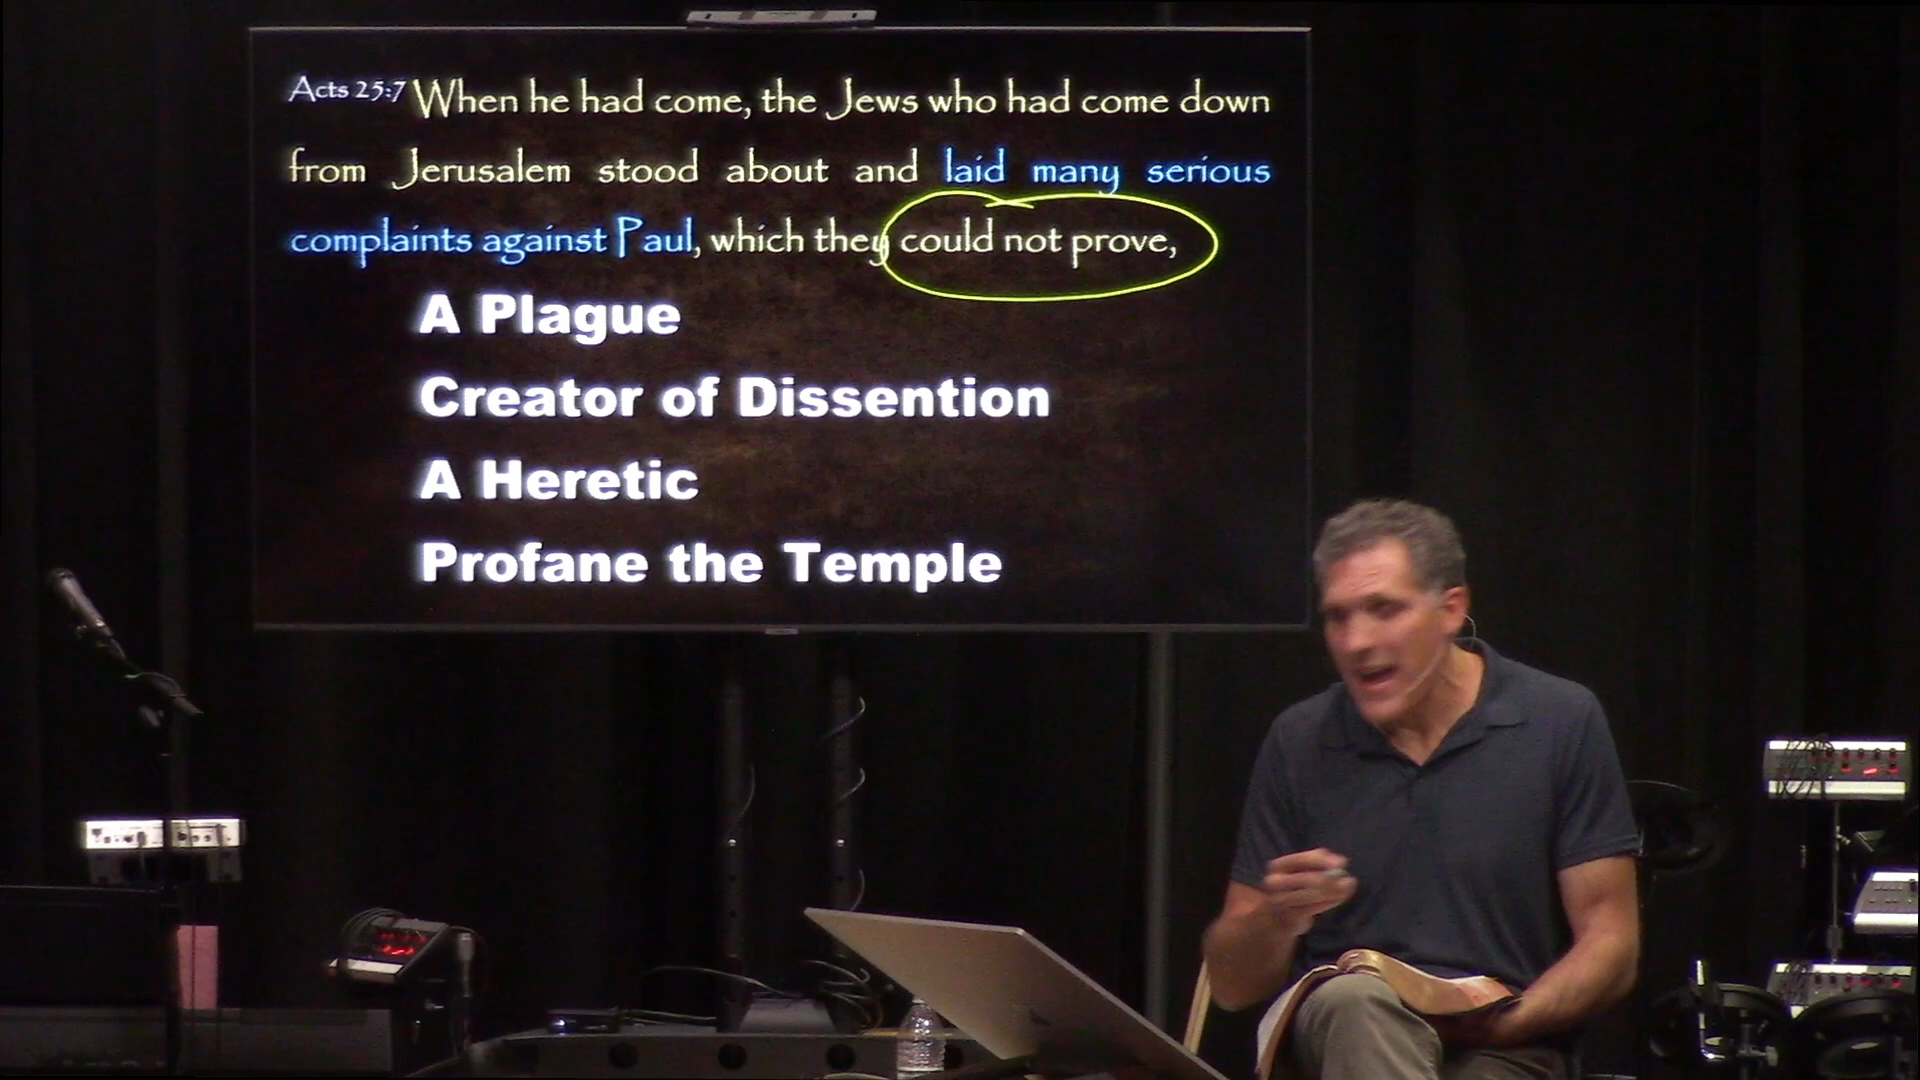 Acts 25:7 When he had come, the Jews who had come down
from Jerusalem stood about and laid many serious
complaints against Paul, which they could not prove,
A Plague
Creator of Dissention
A Heretic
Profane the Temple